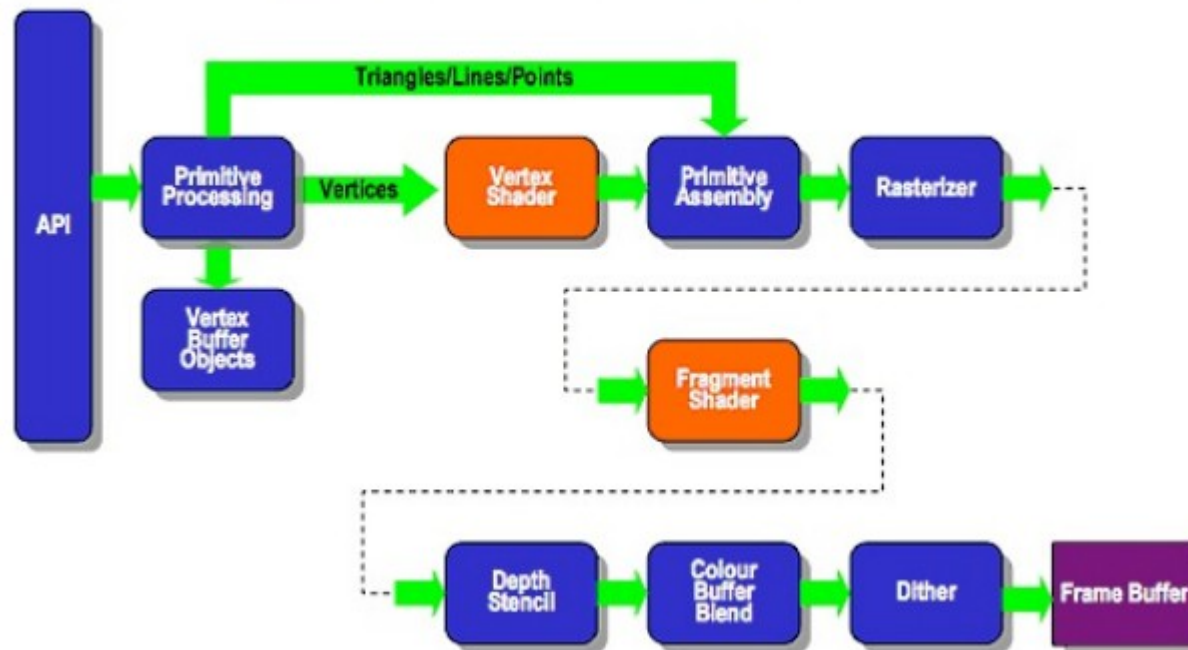 Triangles/Lines/Points
API
Primitive
Processing
Vertices
Vertex
Shader
Primitive
Assembly
Rasterizer
Vertex
Buffer
Objects
Fragment
Shader
Depth
Stencil
Colour
Buffer
Blend
Dither
Frame Buffer